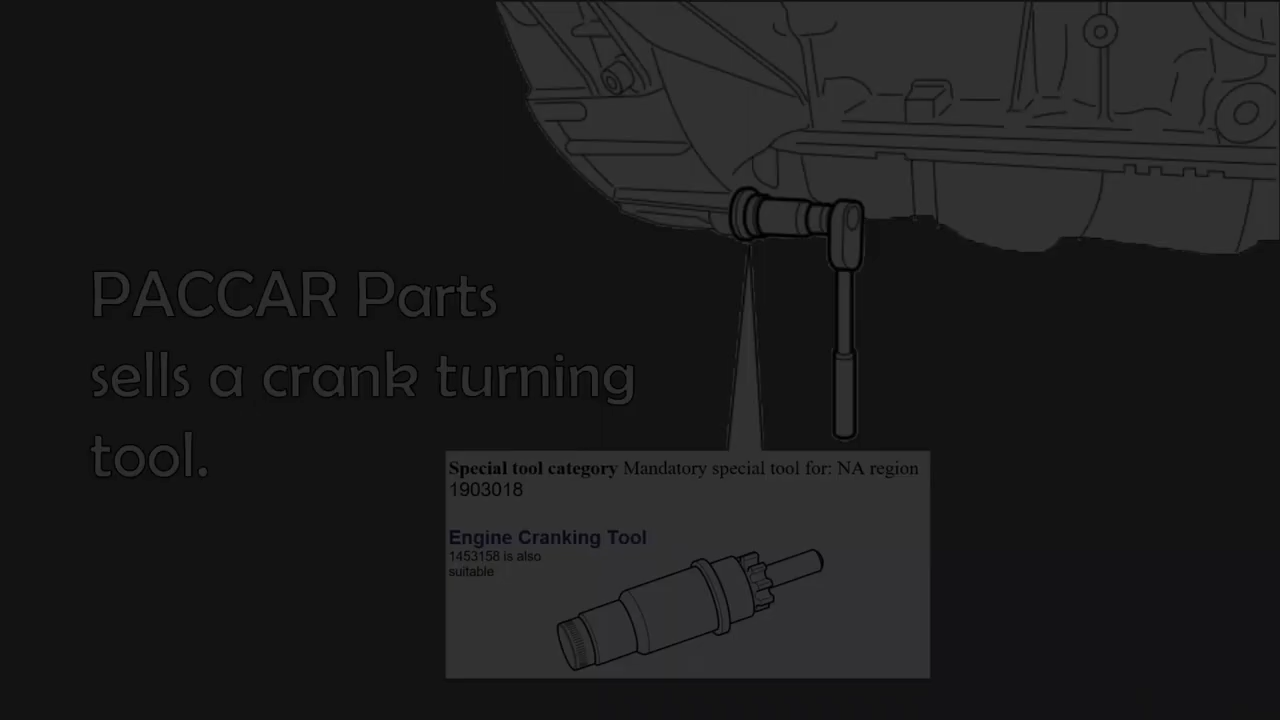 PACCAR Parts
sells a crank turning
tool.
Special tool category Mandatory special tool for: NA region
1903018
Engine Cranking Tool
1453158 is also
suitable